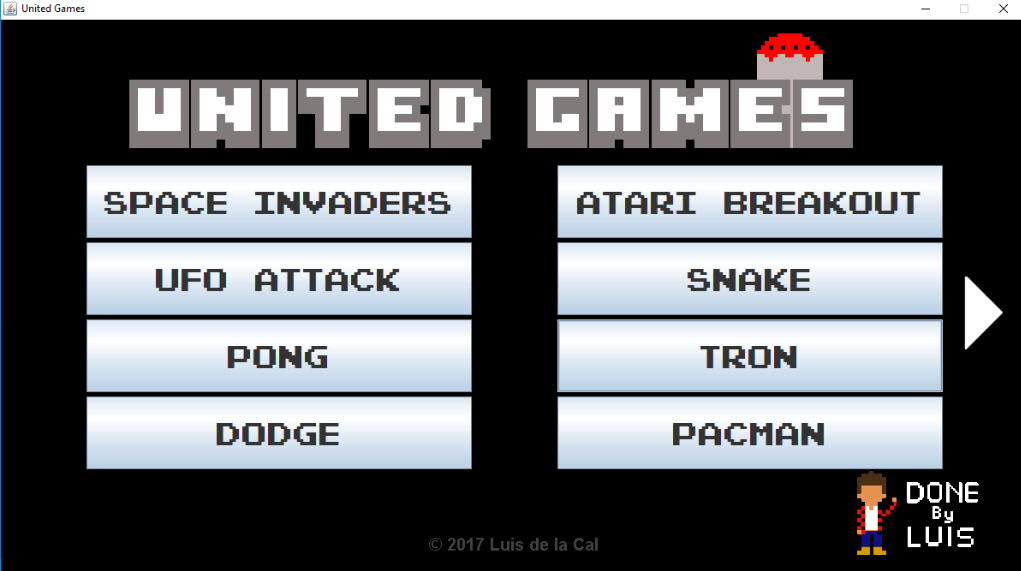 United Games
UNITED GAMES
SPACE INVADERS
ATARI BREAKOUT
UFO ATTACK
SNAKE
PONG
TRON
DODGE
PACMAN
DONE
By
LUIS
© 2017 Luis de la Cal